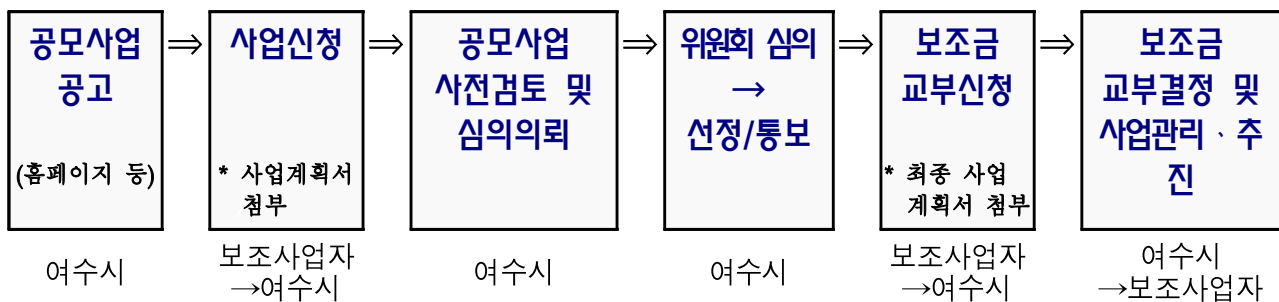 공모사업
공고
(홈페이지 등)
⇒
사업신청
* 사업계획서
첨부
⇒
공모사업
사전검토 및
심의의뢰
⇒
위원회 심의
→
선정/통보
⇒
보조금
교부신청
* 최종 사업
계획서 첨부
⇒
보조금
교부결정 및
사업관리、추
진
여수시
보조사업자
→여수시
여수시
여수시
보조사업자
→여수시
여수시
→보조사업자